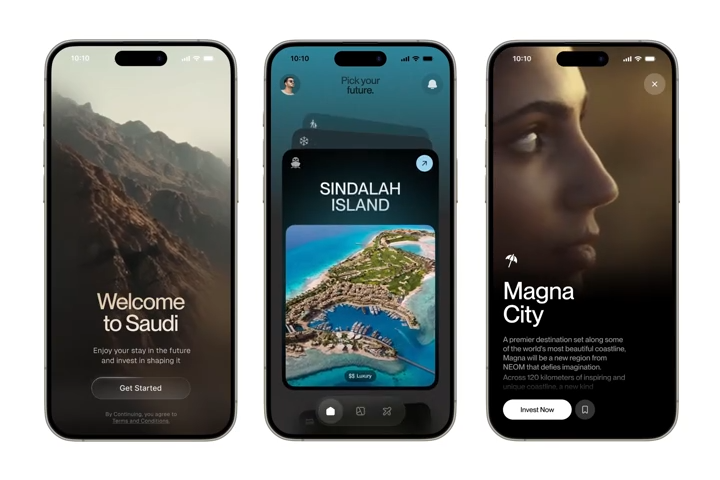 10:10
Welcome
to Saudi
Enjoy your stay in the future
and invest in shaping it
Get Started
By Continuing, you agree to
Terms and Conditions.
10:10
Pick your
future.
SINDALAH
ISLAND
$$ Luxury
10:10
Magna
City
A premier destination set along some
of the world's most beautiful coastline,
Magna will be a new region from
NEOM that defies imagination.
Across 120 kilometers of inspiring and
unique coastline, a new kind
Invest Now